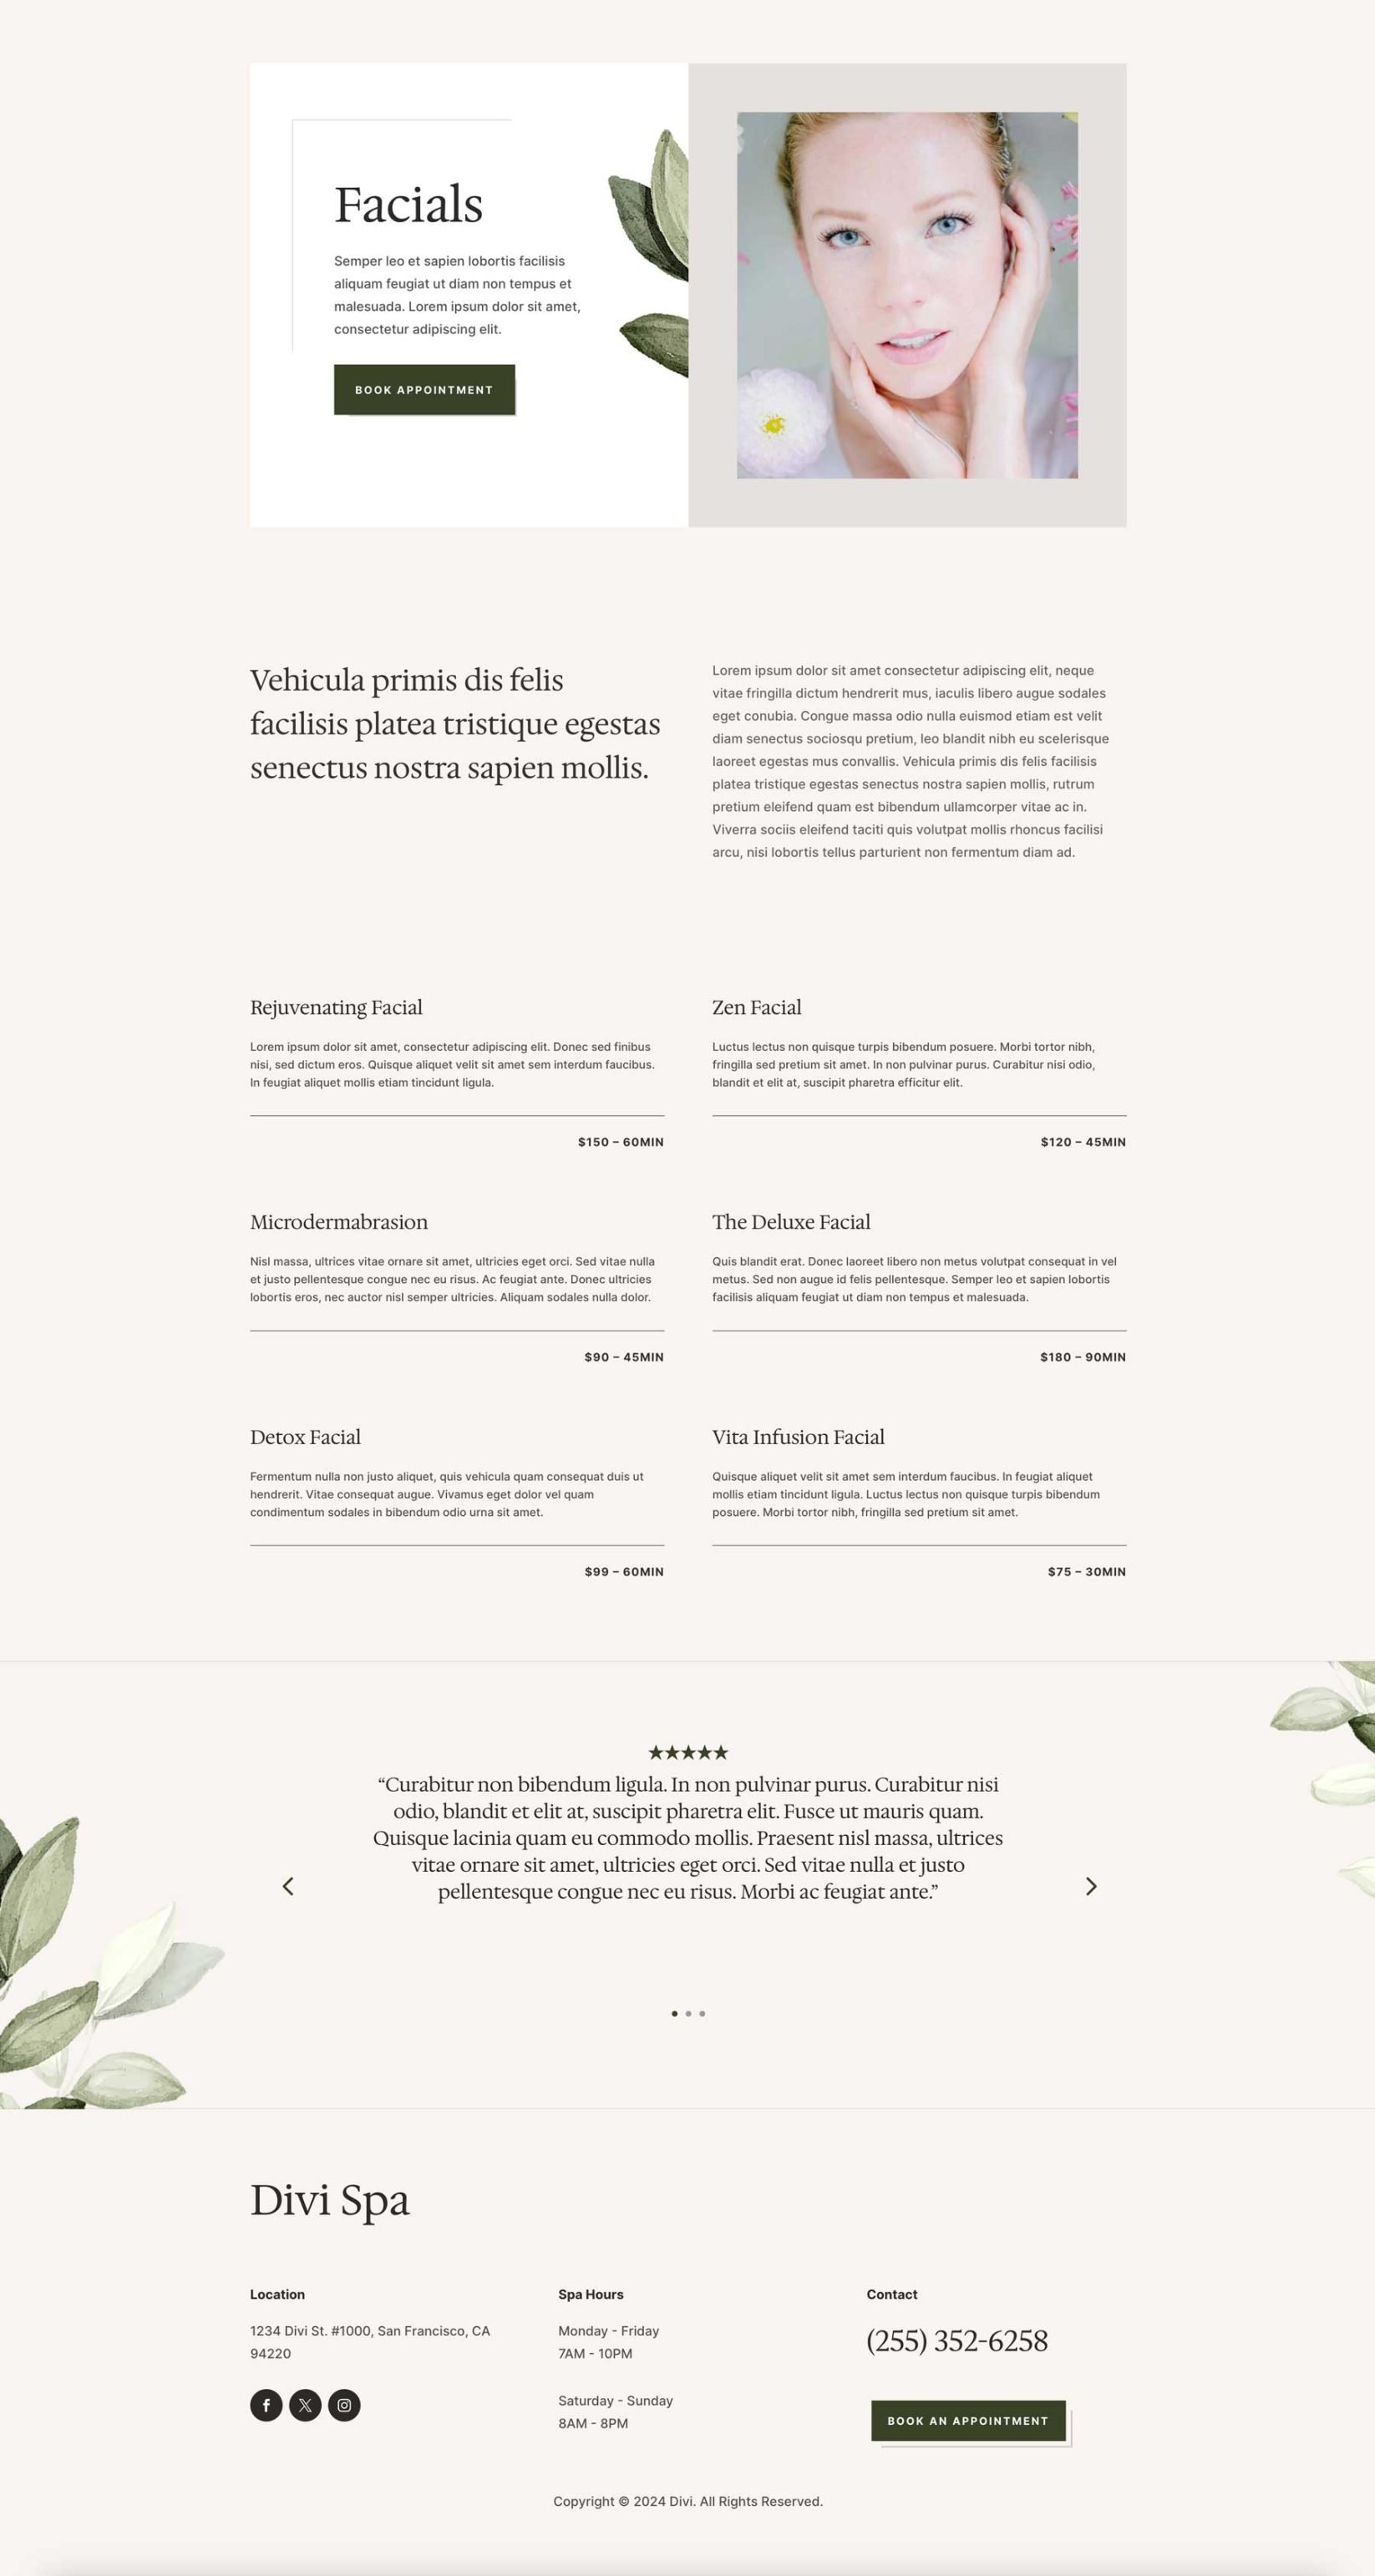 Facials
Semper leo et sapien lobortis facilisis
aliquam feugiat ut diam non tempus et
malesuada. Lorem ipsum dolor sit amet,
consectetur adipiscing elit.
BOOK APPOINTMENT
Vehicula primis dis felis
facilisis platea tristique egestas
senectus nostra sapien mollis.
Lorem ipsum dolor sit amet consectetur adipiscing elit, neque
vitae fringilla dictum hendrerit mus, iaculis libero augue sodales
eget conubia. Congue massa odio nulla euismod etiam est velit
diam senectus sociosqu pretium, leo blandit nibh eu scelerisque
laoreet egestas mus convallis. Vehicula primis dis felis facilisis
platea tristique egestas senectus nostra sapien mollis, rutrum
pretium eleifend quam est bibendum ullamcorper vitae ac in.
Viverra sociis eleifend taciti quis volutpat mollis rhoncus facilisi
arcu, nisi lobortis tellus parturient non fermentum diam ad.
Rejuvenating Facial
Lorem ipsum dolor sit amet, consectetur adipiscing elit. Donec sed finibus
nisi, sed dictum eros. Quisque aliquet velit sit amet sem interdum faucibus.
In feugiat aliquet mollis etiam tincidunt ligula.
$150 – 60MIN
Zen Facial
Luctus lectus non quisque turpis bibendum posuere. Morbi tortor nibh,
fringilla sed pretium sit amet. In non pulvinar purus. Curabitur nisi odio,
blandit et elit at, suscipit pharetra efficitur elit.
$120 – 45MIN
Microdermabrasion
Nisl massa, ultrices vitae ornare sit amet, ultricies eget orci. Sed vitae nulla
et justo pellentesque congue nec eu risus. Ac feugiat ante. Donec ultricies
lobortis eros, nec auctor nisl semper ultricies. Aliquam sodales nulla dolor.
$90 – 45MIN
The Deluxe Facial
Quis blandit erat. Donec laoreet libero non metus volutpat consequat in vel
metus. Sed non augue id felis pellentesque. Semper leo et sapien lobortis
facilisis aliquam feugiat ut diam non tempus et malesuada.
$180 – 90MIN
Detox Facial
Fermentum nulla non justo aliquet, quis vehicula quam consequat duis ut
hendrerit. Vitae consequat augue. Vivamus eget dolor vel quam
condimentum sodales in bibendum odio urna sit amet.
$99 – 60MIN
Vita Infusion Facial
Quisque aliquet velit sit amet sem interdum faucibus. In feugiat aliquet
mollis etiam tincidunt ligula. Luctus lectus non quisque turpis bibendum
posuere. Morbi tortor nibh, fringilla sed pretium sit amet.
$75 – 30MIN
“Curabitur non bibendum ligula. In non pulvinar purus. Curabitur nisi
odio, blandit et elit at, suscipit pharetra elit. Fusce ut mauris quam.
Quisque lacinia quam eu commodo mollis. Praesent nisl massa, ultrices
vitae ornare sit amet, ultricies eget orci. Sed vitae nulla et justo
pellentesque congue nec eu risus. Morbi ac feugiat ante.”
Divi Spa
Location
1234 Divi St. #1000, San Francisco, CA
94220
Spa Hours
Monday - Friday
7AM - 10PM
Saturday - Sunday
8AM - 8PM
Contact
(255) 352-6258
BOOK AN APPOINTMENT
Copyright © 2024 Divi. All Rights Reserved.